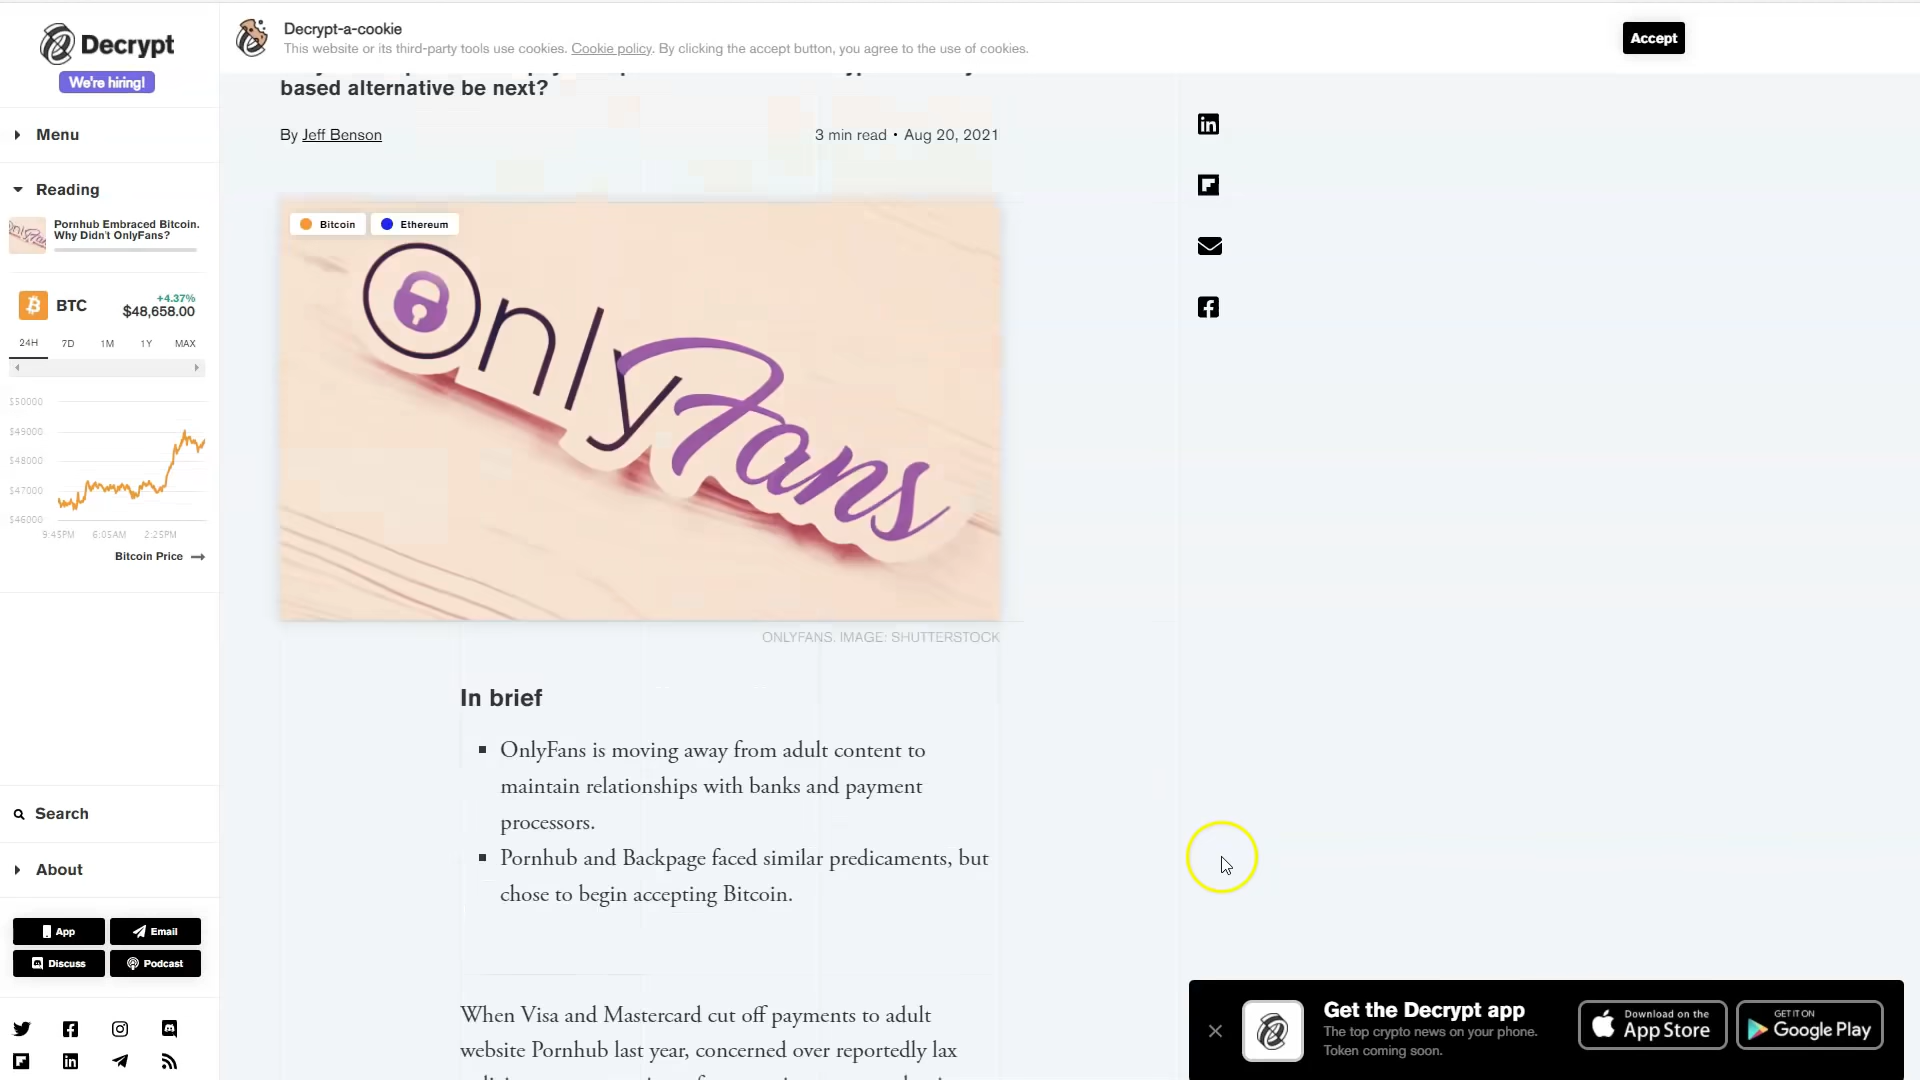 Decrypt
We're hiring!
Menu
Reading
Pornhub Embraced Bitcoin.
Why Didn't OnlyFans?
BTC
+4.37%
$48,658.00
24H 7D 1M 1Y MAX
$50000
$49000
$48000
$47000
$46000
9:45PM 6:05AM 2:25PM
Bitcoin Price
Search
About
App
Email
Discuss
Podcast
Decrypt-a-cookie
This website or its third-party tools use cookies. Cookie policy. By clicking the accept button, you agree to the use of cookies.
Accept
based alternative be next?
By Jeff Benson
3 min read • Aug 20, 2021
Bitcoin
Ethereum
OnlyFans
ONLYFANS. IMAGE: SHUTTERSTOCK
In brief
OnlyFans is moving away from adult content to
maintain relationships with banks and payment
processors.
Pornhub and Backpage faced similar predicaments, but
chose to begin accepting Bitcoin.
When Visa and Mastercard cut off payments to adult
website Pornhub last year, concerned over reportedly lax
Get the Decrypt app
The top crypto news on your phone.
Token coming soon.
Download on the
App Store
GET IT ON
Google Play